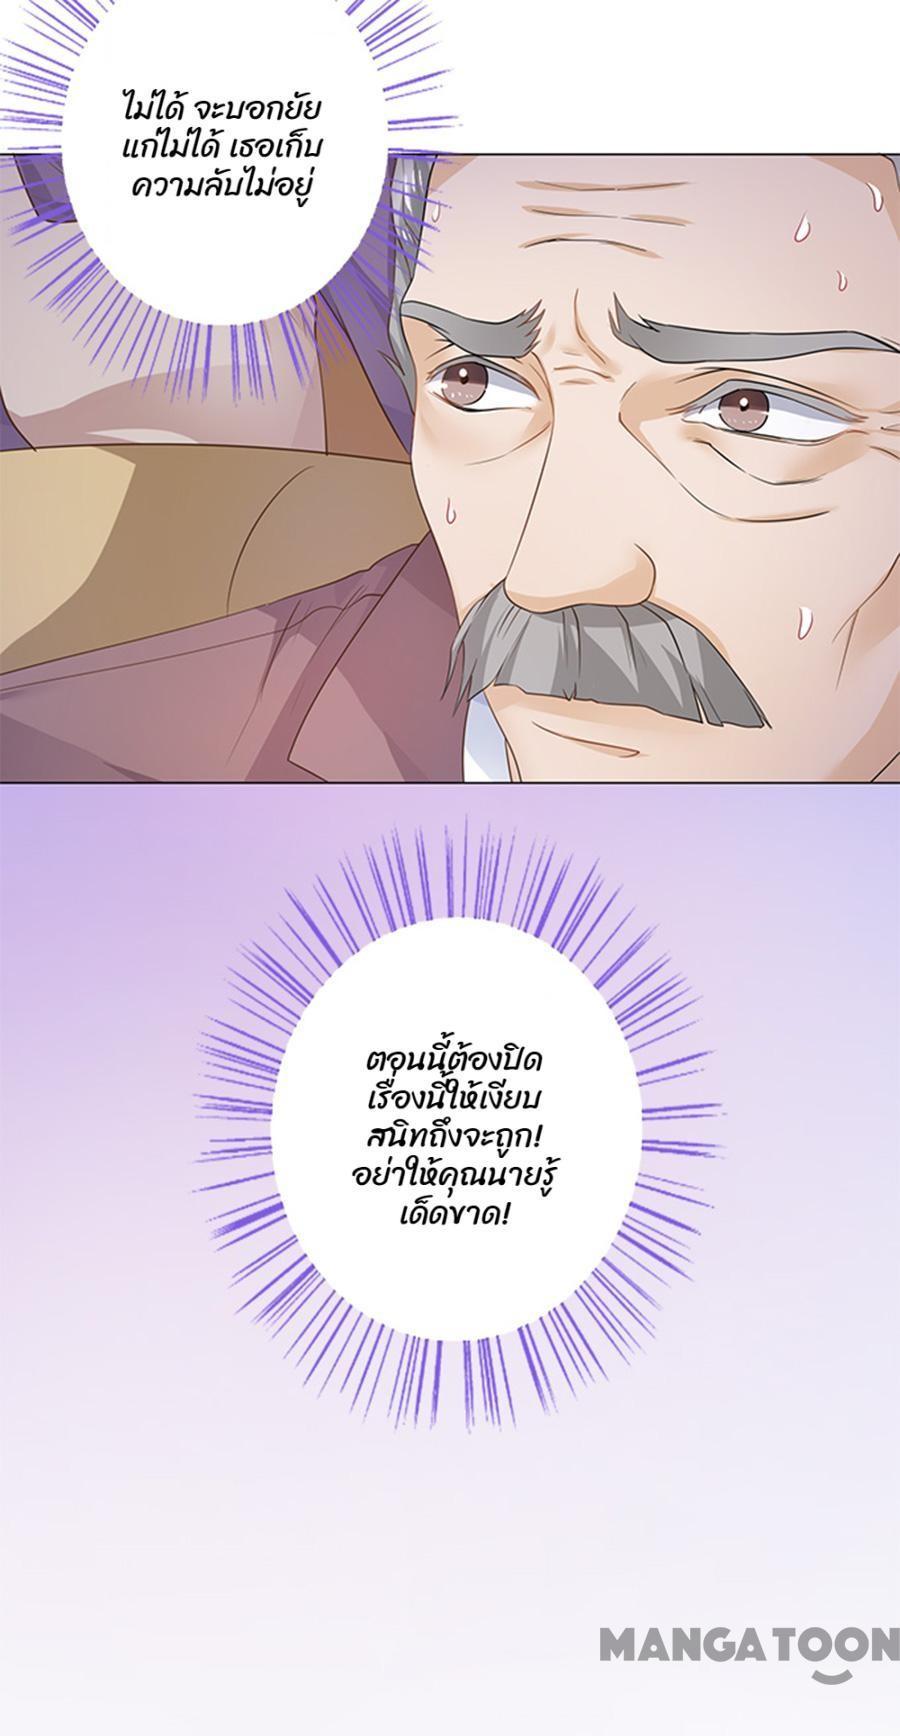 ไม่ได้ จะบอกยัย
แก่ไม่ได้ เธอเก็บ
ความลับไม่อยู่
ตอนนี้ต้องปิด
เรื่องนี้ให้เงียบ
สนิทถึงจะถูก!
อย่าให้คุณนายรู้
เด็ดขาด!
MANGATOON